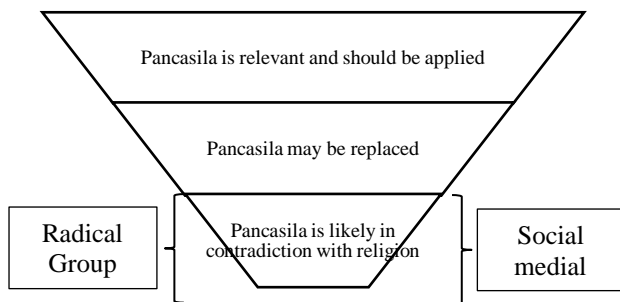 Pancasila is relevant and should be applied
Pancasila may be replaced
Pancasila is likely in
contradiction with religion
Radical
Group
Social
medial